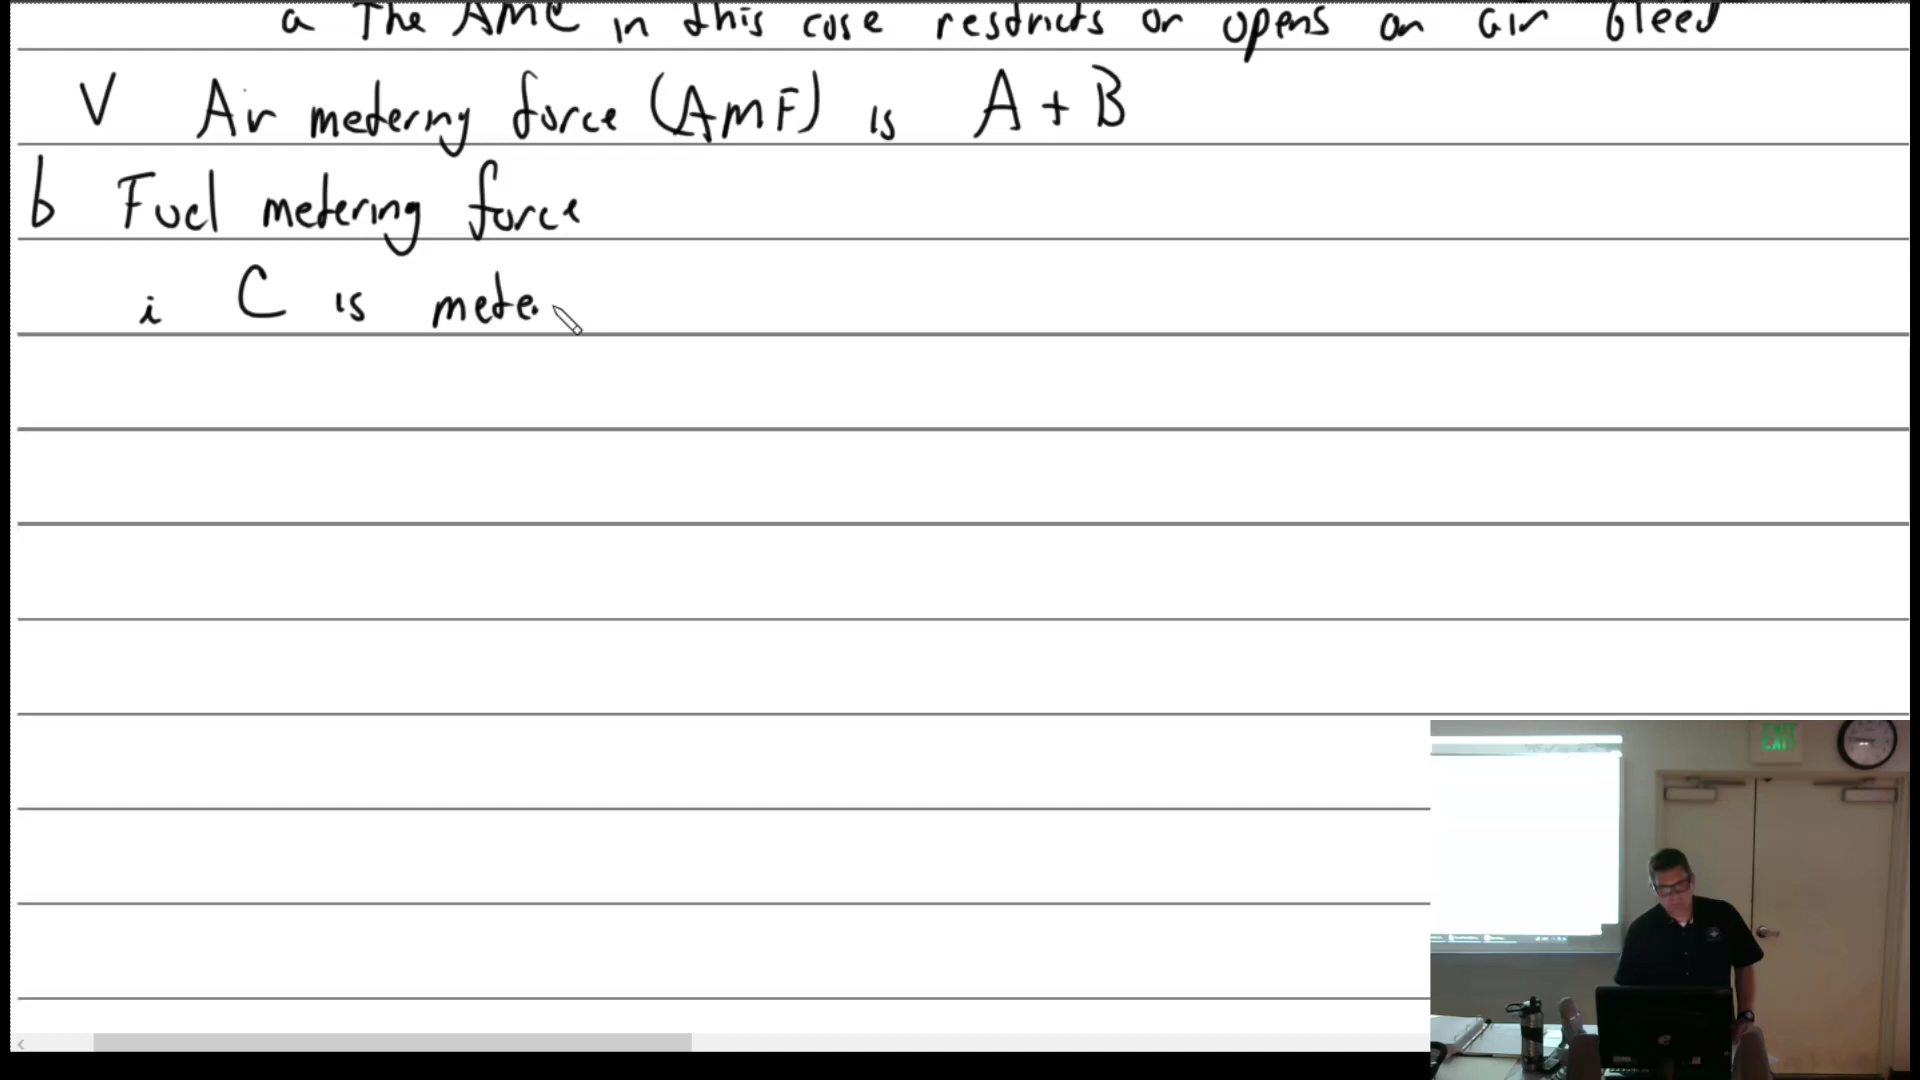 a The AMC in this case restricts or opens an air bleed
V Air metering force (AMF) is A + B
b Fuel metering force
i C is mete
EXIT